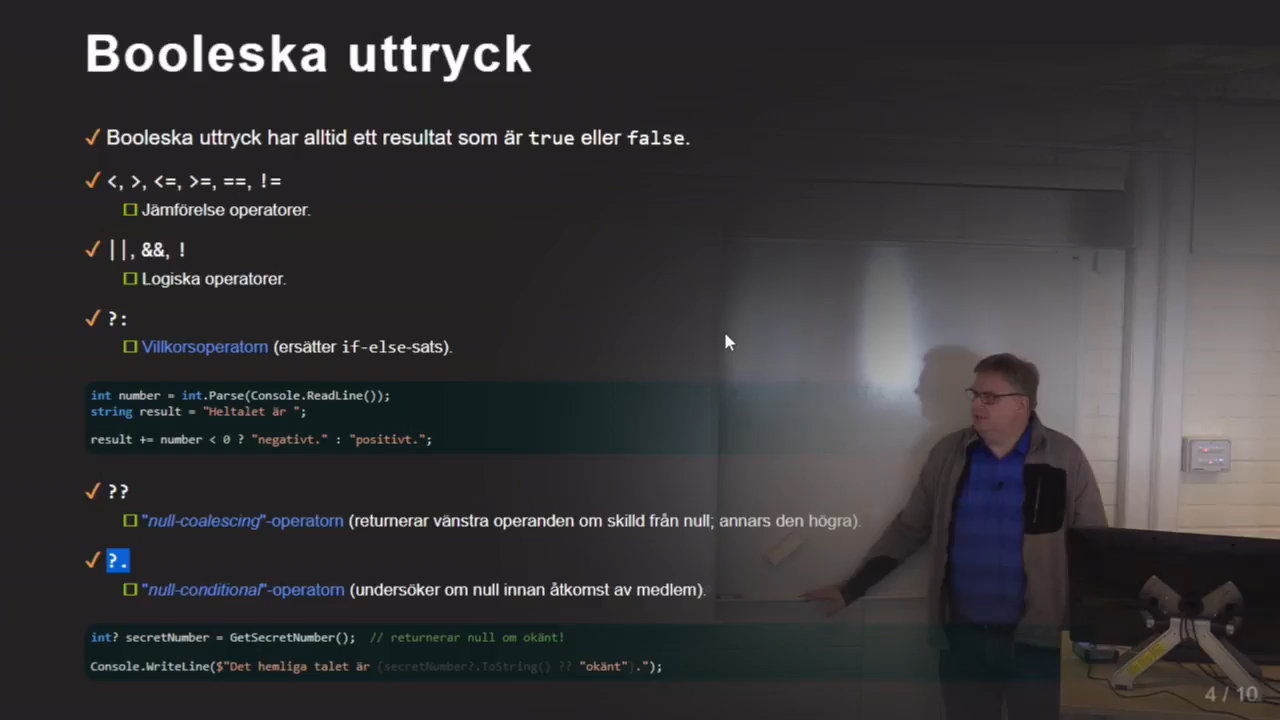 Booleska uttryck
✓ Booleska uttryck har alltid ett resultat som är true eller false.
✓ <, >, <=, >=, ==, !=
Jämförelse operatorer.
✓ ||, &&, !
Logiska operatorer.
✓ ?:
Villkorsoperatorn (ersätter if-else-sats).
int number = int.Parse(Console.ReadLine());
string result = "Heltalet är ";
result += number < 0 ? "negativt." : "positivt.";
✓ ??
"null-coalescing"-operatorn (returnerar vänstra operanden om skilld från null; annars den högra).
✓ ?.
"null-conditional"-operatorn (undersöker om null innan åtkomst av medlem).
int? secretNumber = GetSecretNumber();  // returnerar null om okänt!
Console.WriteLine($"Det hemliga talet är {secretNumber?.ToString() ?? "okänt"}.");
4 / 10